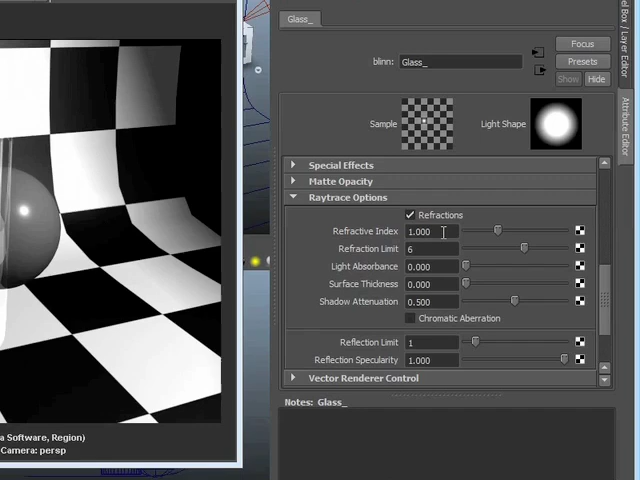 Glass_
Focus
blinn: Glass_
Presets
Show Hide
Sample
Light Shape
Special Effects
Matte Opacity
Raytrace Options
Refractions
Refractive Index 1.000
Refraction Limit 6
Light Absorbance 0.000
Surface Thickness 0.000
Shadow Attenuation 0.500
Chromatic Aberration
Reflection Limit 1
Reflection Specularity 1.000
Vector Renderer Control
Notes: Glass_
a Software, Region)
Camera: persp
el Box / Layer Editor
Attribute Editor